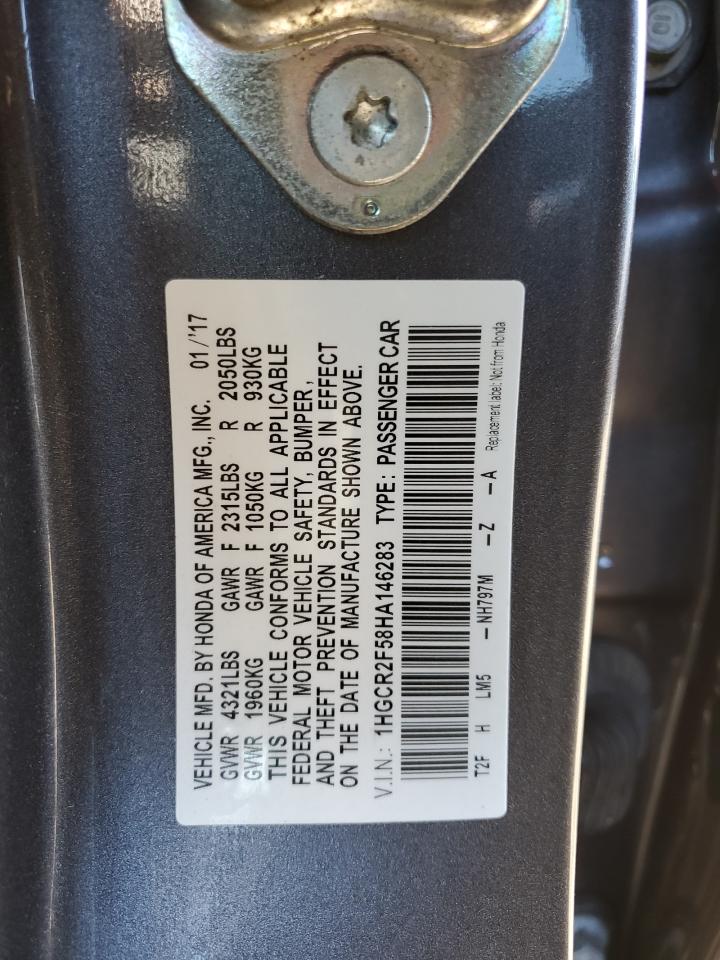 VEHICLE MFD. BY HONDA OF AMERICA MFG., INC. 01/'17
GVWR 4321LBS GAWR F 2315LBS R 2050LBS
GVWR 1960KG GAWR F 1050KG R 930KG
THIS VEHICLE CONFORMS TO ALL APPLICABLE
FEDERAL MOTOR VEHICLE SAFETY, BUMPER,
AND THEFT PREVENTION STANDARDS IN EFFECT
ON THE DATE OF MANUFACTURE SHOWN ABOVE.
V.I.N.: 1HGCR2F58HA146283 TYPE: PASSENGER CAR
T2F H LM5 – NH797M – Z – A Replacement label; Not from Honda
10